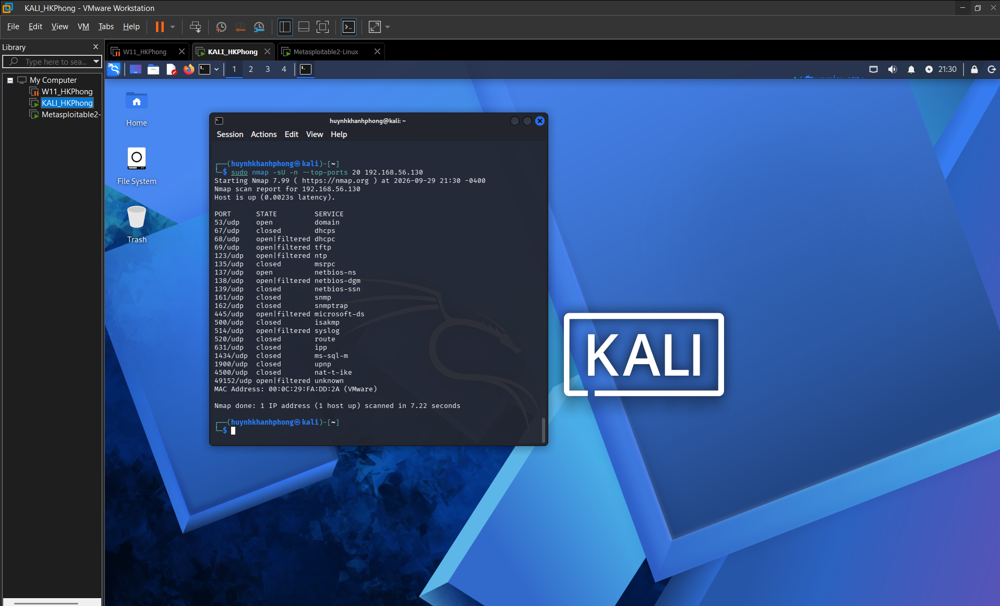 KALI_HKPhong - VMware Workstation
File Edit View VM Tabs Help
Library
Type here to sea...
My Computer
W11_HKPhong
KALI_HKPhong
Metasploitable2-
W11_HKPhong KALI_HKPhong Metasploitable2-Linux
1 2 3 4 21:30
Home
File System
Trash
huynhkhanhphong@kali: ~
Session Actions Edit View Help
┌──(huynhkhanhphong㉿kali)-[~]
└─$ sudo nmap -sU -n --top-ports 20 192.168.56.130
Starting Nmap 7.99 ( https://nmap.org ) at 2026-09-29 21:30 -0400
Nmap scan report for 192.168.56.130
Host is up (0.0023s latency).
PORT STATE SERVICE
53/udp open domain
67/udp closed dhcps
68/udp open|filtered dhcpc
69/udp open|filtered tftp
123/udp open|filtered ntp
135/udp closed msrpc
137/udp open netbios-ns
138/udp open|filtered netbios-dgm
139/udp closed netbios-ssn
161/udp closed snmp
162/udp closed snmptrap
445/udp open|filtered microsoft-ds
500/udp closed isakmp
514/udp open|filtered syslog
520/udp closed route
631/udp closed ipp
1434/udp closed ms-sql-m
1900/udp closed upnp
4500/udp closed nat-t-ike
49152/udp open|filtered unknown
MAC Address: 00:0C:29:FA:DD:2A (VMware)
Nmap done: 1 IP address (1 host up) scanned in 7.22 seconds
┌──(huynhkhanhphong㉿kali)-[~]
└─$
KALI